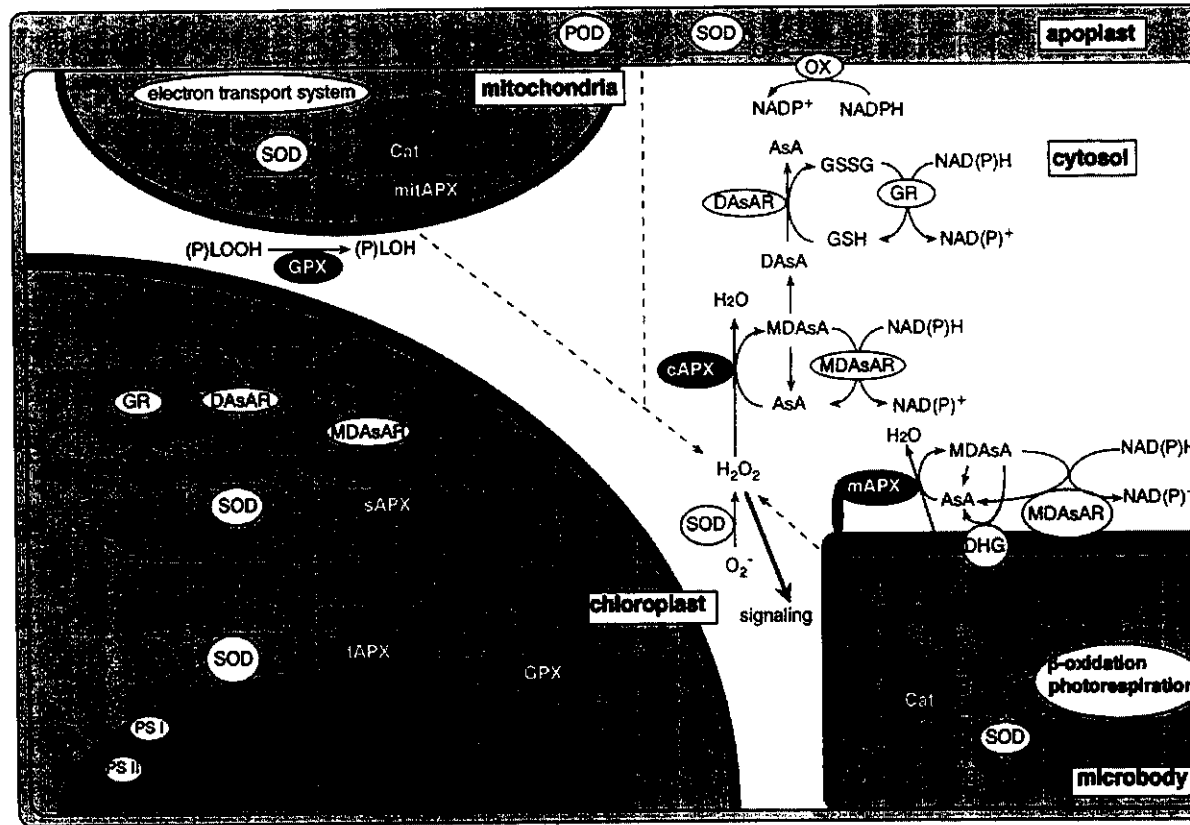 POD
SOD
apoplast
electron transport system
mitochondria
OX
NADP⁺ NADPH
SOD
Cat
mitAPX
AsA
GSSG
NAD(P)H
cytosol
DAsAR
GR
GSH
NAD(P)⁺
DAsA
(P)LOOH
(P)LOH
GPX
H₂O
MDAsA
NAD(P)H
cAPX
MDAsAR
AsA
NAD(P)⁺
GR
DAsAR
MDAsAR
H₂O
MDAsA
NAD(P)H
H₂O₂
mAPX
AsA
NAD(P)⁺
MDAsAR
SOD
sAPX
SOD
DHG
O₂⁻
chloroplast
signaling
SOD
tAPX
GPX
β-oxidation
photorespiration
Cat
PS I
SOD
PS II
microbody